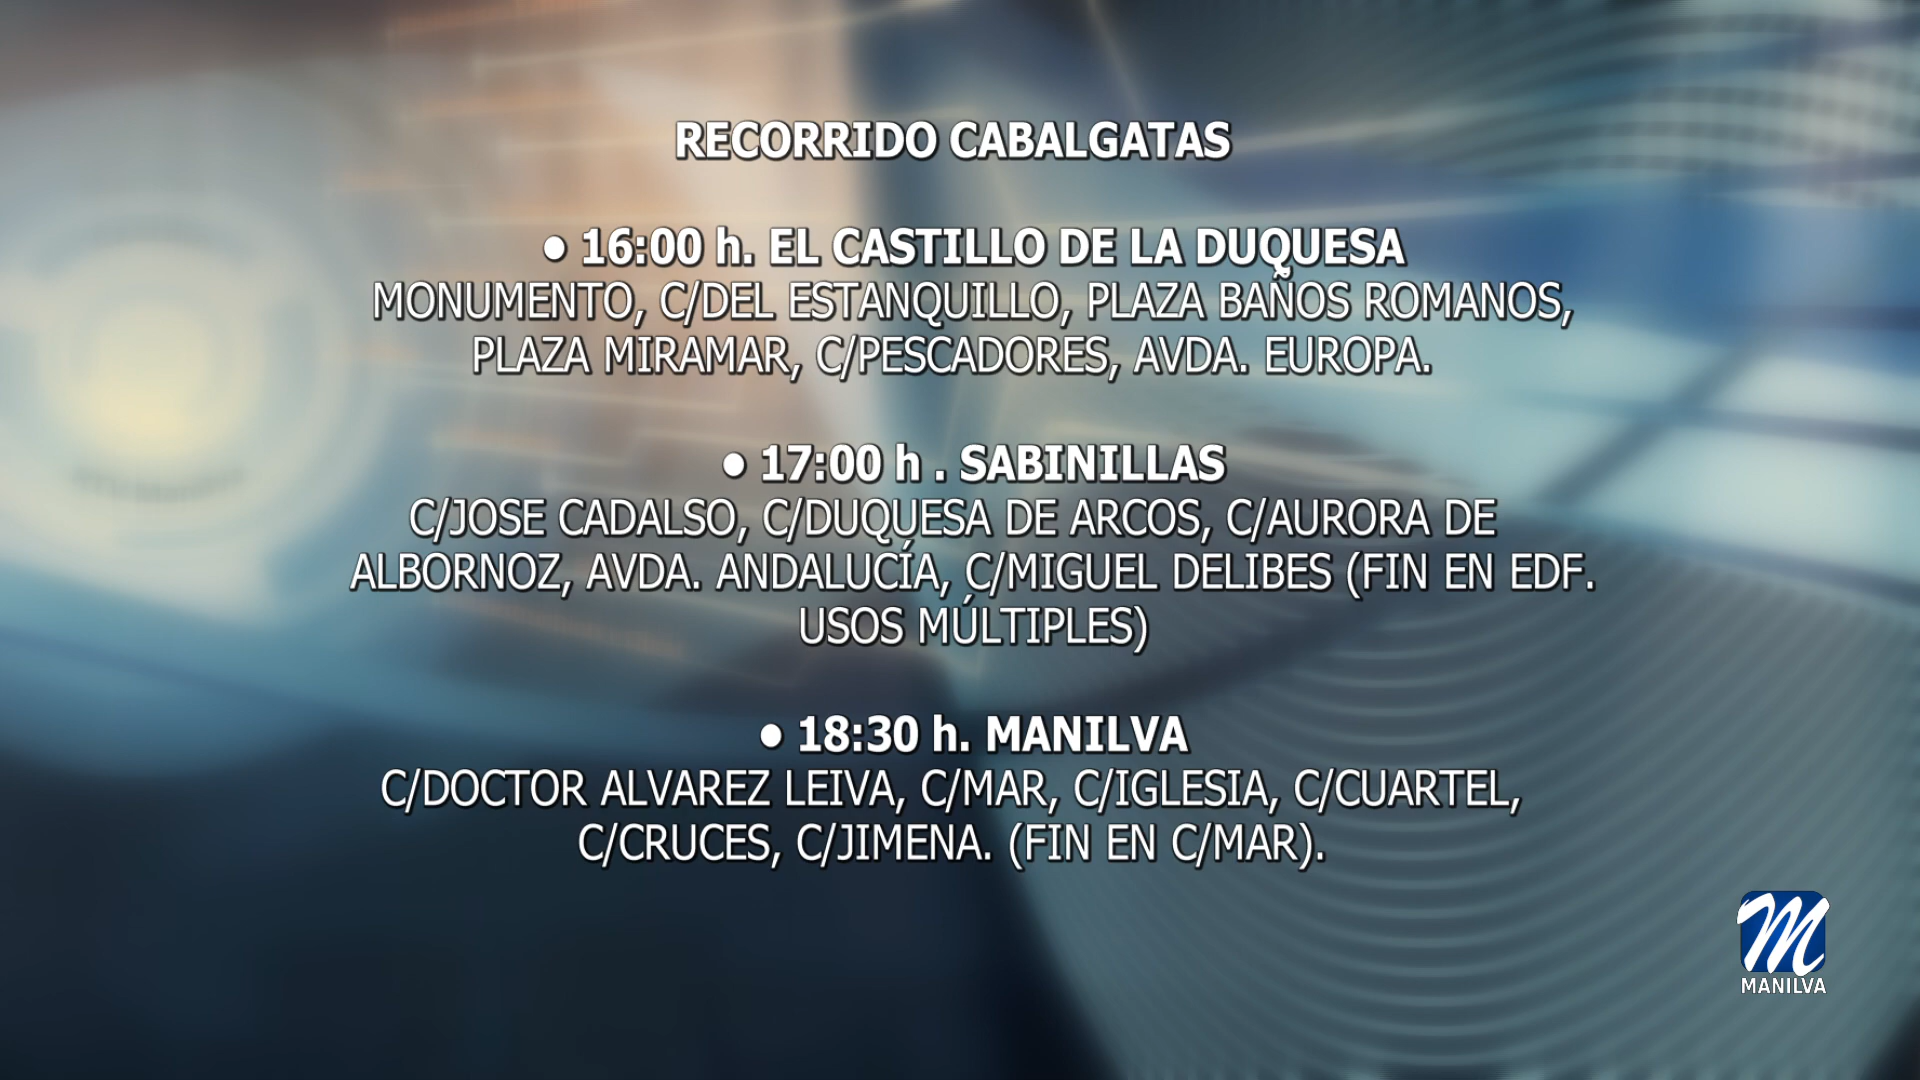 RECORRIDO CABALGATAS
● 16:00 h. EL CASTILLO DE LA DUQUESA
MONUMENTO, C/DEL ESTANQUILLO, PLAZA BAÑOS ROMANOS,
PLAZA MIRAMAR, C/PESCADORES, AVDA. EUROPA.
● 17:00 h . SABINILLAS
C/JOSE CADALSO, C/DUQUESA DE ARCOS, C/AURORA DE
ALBORNOZ, AVDA. ANDALUCÍA, C/MIGUEL DELIBES (FIN EN EDF.
USOS MÚLTIPLES)
● 18:30 h. MANILVA
C/DOCTOR ALVAREZ LEIVA, C/MAR, C/IGLESIA, C/CUARTEL,
C/CRUCES, C/JIMENA. (FIN EN C/MAR).
M
MANILVA